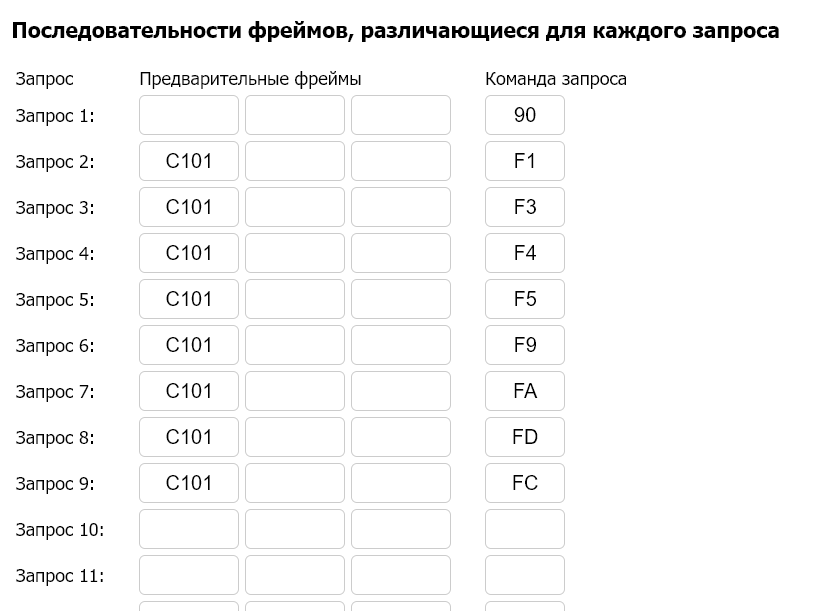 Последовательности фреймов, различающиеся для каждого запроса
Запрос Предварительные фреймы Команда запроса
Запрос 1: 90
Запрос 2: C101 F1
Запрос 3: C101 F3
Запрос 4: C101 F4
Запрос 5: C101 F5
Запрос 6: C101 F9
Запрос 7: C101 FA
Запрос 8: C101 FD
Запрос 9: C101 FC
Запрос 10:
Запрос 11: